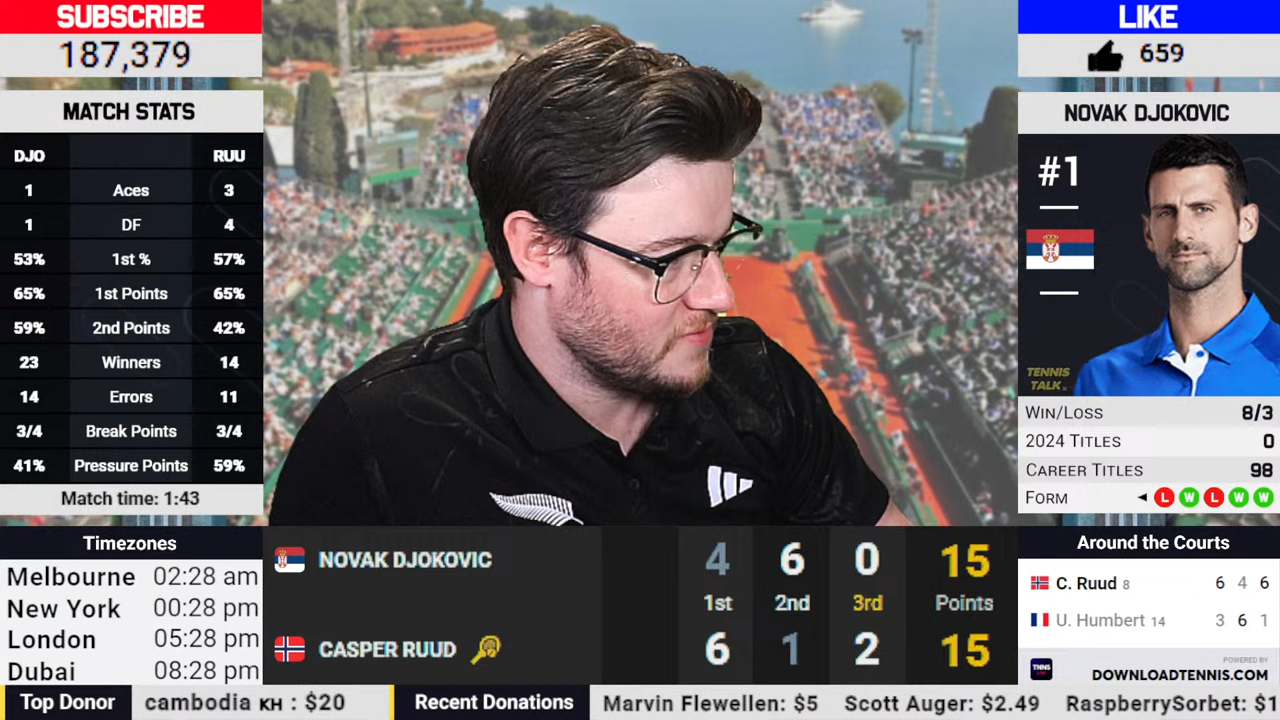 SUBSCRIBE
187,379
MATCH STATS
DJO RUU
1 Aces 3
1 DF 4
53% 1st % 57%
65% 1st Points 65%
59% 2nd Points 42%
23 Winners 14
14 Errors 11
3/4 Break Points 3/4
41% Pressure Points 59%
Match time: 1:43
Timezones
Melbourne 02:28 am
New York 00:28 pm
London 05:28 pm
Dubai 08:28 pm
NOVAK DJOKOVIC 4 6 0 15
1st 2nd 3rd Points
CASPER RUUD 6 1 2 15
LIKE
659
NOVAK DJOKOVIC
#1
TENNIS
TALK.
WIN/LOSS 8/3
2024 TITLES 0
CAREER TITLES 98
FORM L W L W W
Around the Courts
C. Ruud 8 6 4 6
U. Humbert 14 3 6 1
TNNS
POWERED BY
DOWNLOADTENNIS.COM
Top Donor cambodia KH : $20 Recent Donations Marvin Flewellen: $5 Scott Auger: $2.49 RaspberrySorbet: $1